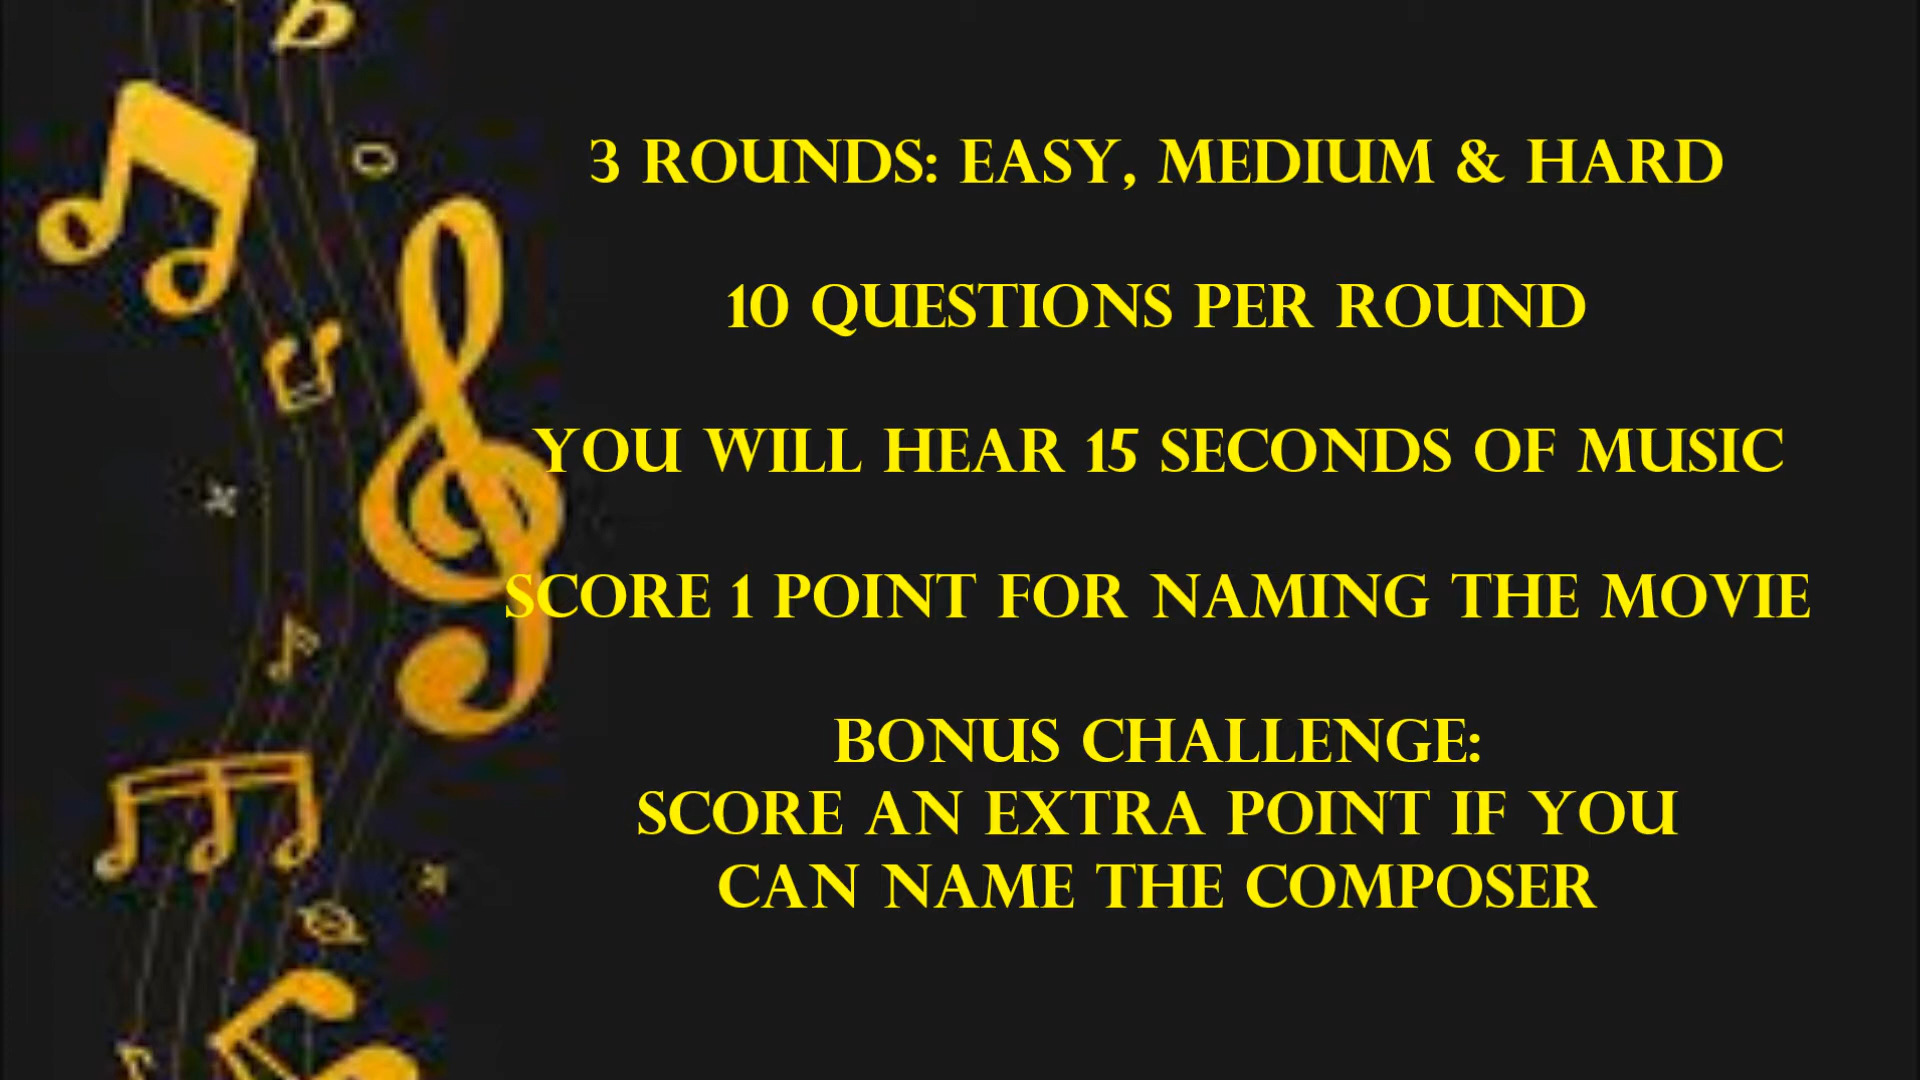 3 ROUNDS: EASY, MEDIUM & HARD
10 QUESTIONS PER ROUND
YOU WILL HEAR 15 SECONDS OF MUSIC
SCORE 1 POINT FOR NAMING THE MOVIE
BONUS CHALLENGE:
SCORE AN EXTRA POINT IF YOU
CAN NAME THE COMPOSER